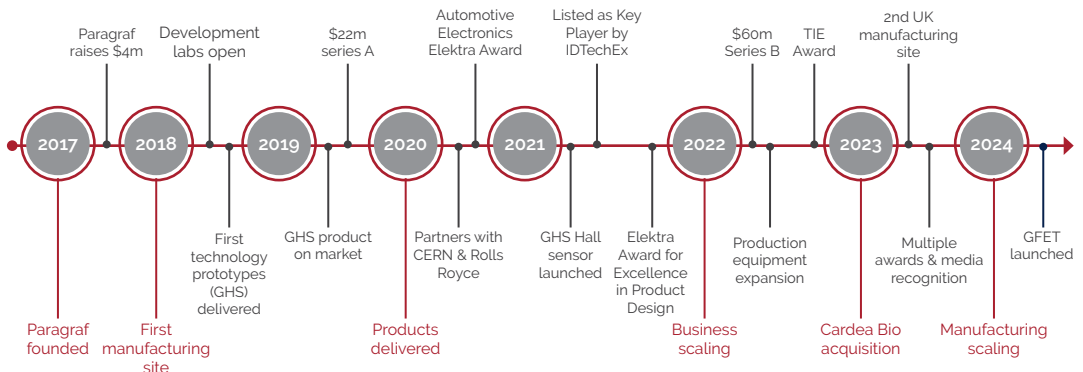 Paragraf
raises $4m
Development
labs open
$22m
series A
Automotive
Electronics
Elektra Award
Listed as Key
Player by
IDTechEx
$60m
Series B
TIE
Award
2nd UK
manufacturing
site
2017
2018
2019
2020
2021
2022
2023
2024
First
technology
prototypes
(GHS)
delivered
GHS product
on market
Partners with
CERN & Rolls
Royce
GHS Hall
sensor
launched
Elektra
Award for
Excellence
in Product
Design
Production
equipment
expansion
Multiple
awards & media
recognition
GFET
launched
Paragraf
founded
First
manufacturing
site
Products
delivered
Business
scaling
Cardea Bio
acquisition
Manufacturing
scaling